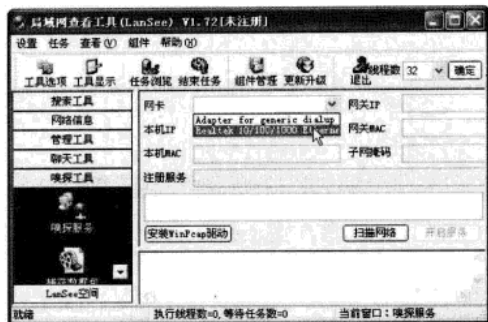 局域网查看工具(LanSee) V1.72[未注册]
设置 任务 查看(V) 组件 帮助(H)
工具选项 工具显示 任务浏览 结束任务 组件管理 更新升级 退出 线程数 32 确定
搜索工具
网络信息
管理工具
聊天工具
嗅探工具
嗅探服务
LanSee空间
网卡 网关IP
Adapter for generic dialup
Realtek 10/100/1000
本机IP 网关MAC
本机MAC 子网掩码
注册服务
安装WinPcap驱动 扫描网络 开启服务
就绪 执行线程数=0, 等待任务数=0 当前窗口：嗅探服务